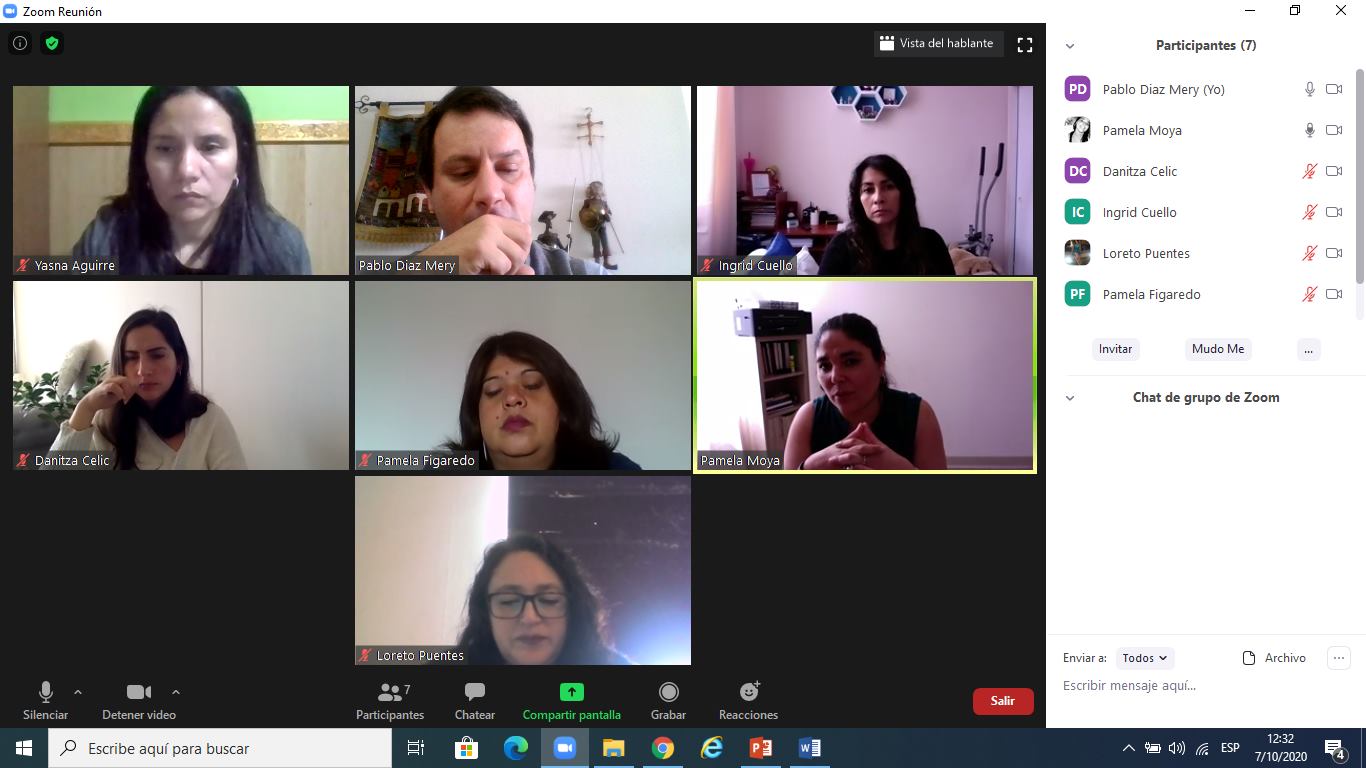 Zoom Reunión
Vista del hablante
Participantes (7)
Pablo Diaz Mery (Yo)
Pamela Moya
Danitza Celic
Ingrid Cuello
Loreto Puentes
Pamela Figaredo
Invitar
Mudo Me
...
Chat de grupo de Zoom
Yasna Aguirre
Pablo Diaz Mery
Ingrid Cuello
Danitza Celic
Pamela Figaredo
Pamela Moya
Loreto Puentes
PD
DC
IC
PF
Enviar a: Todos
Archivo
Escribir mensaje aquí...
Silenciar
Detener video
7
Participantes
Chatear
Compartir pantalla
Grabar
Reacciones
Salir
Escribe aquí para buscar
ESP
12:32
7/10/2020
4